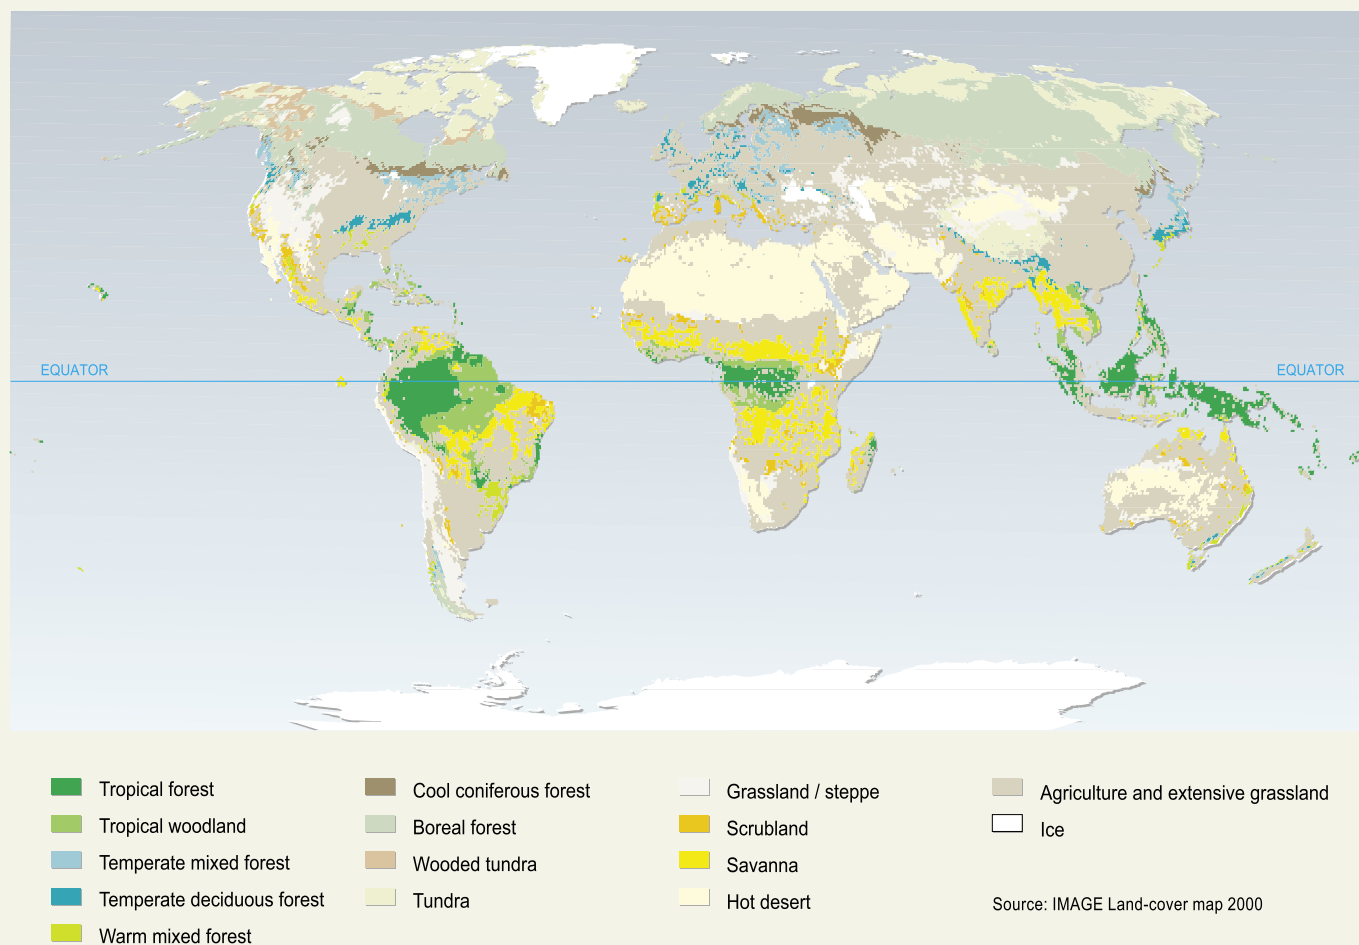 EQUATOR
EQUATOR
Tropical forest
Tropical woodland
Temperate mixed forest
Temperate deciduous forest
Warm mixed forest
Cool coniferous forest
Boreal forest
Wooded tundra
Tundra
Grassland / steppe
Scrubland
Savanna
Hot desert
Agriculture and extensive grassland
Ice
Source: IMAGE Land-cover map 2000